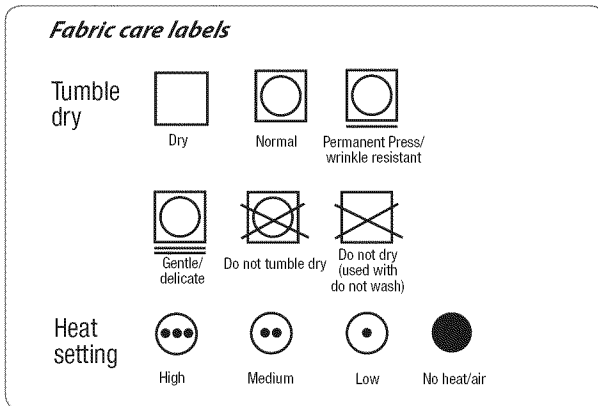 Fabric care labels
Tumble
dry
Dry
Normal
Permanent Press/
wrinkle resistant
Gentle/
delicate
Do not tumble dry
Do not dry
(used with
do not wash)
Heat
setting
High
Medium
Low
No heat/air